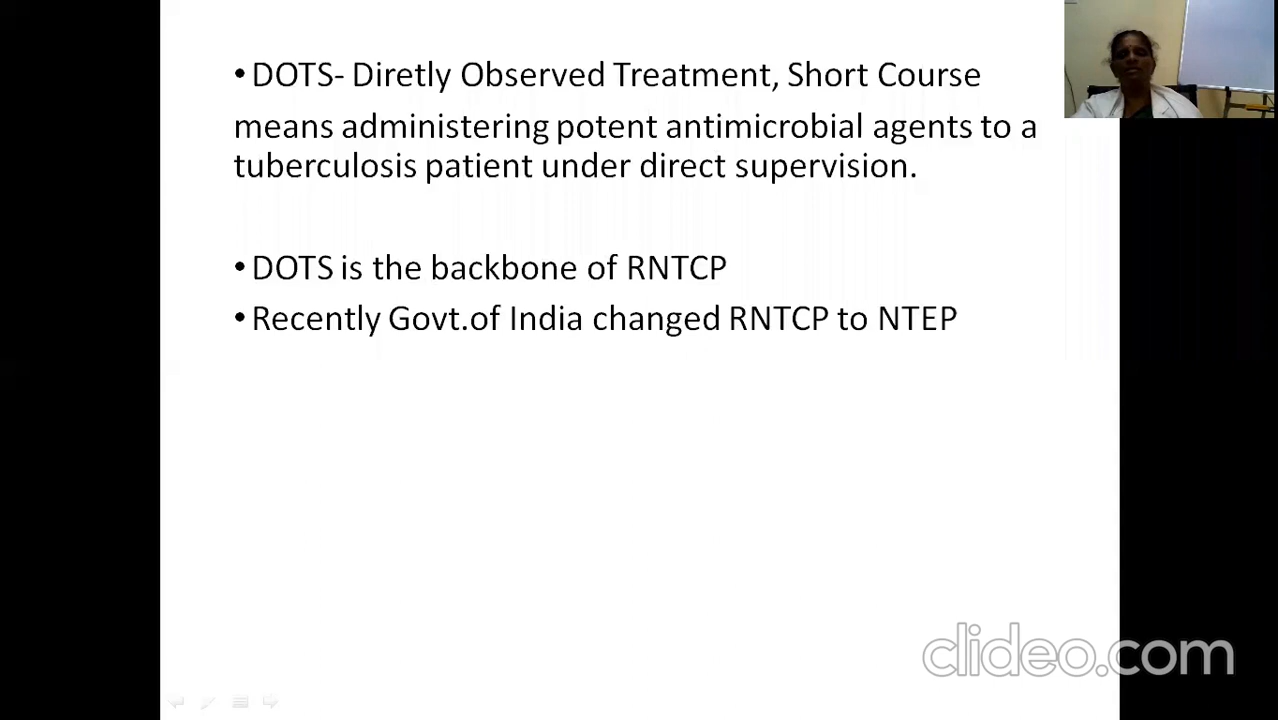 • DOTS- Diretly Observed Treatment, Short Course
means administering potent antimicrobial agents to a
tuberculosis patient under direct supervision.
• DOTS is the backbone of RNTCP
• Recently Govt.of India changed RNTCP to NTEP
clideo.com